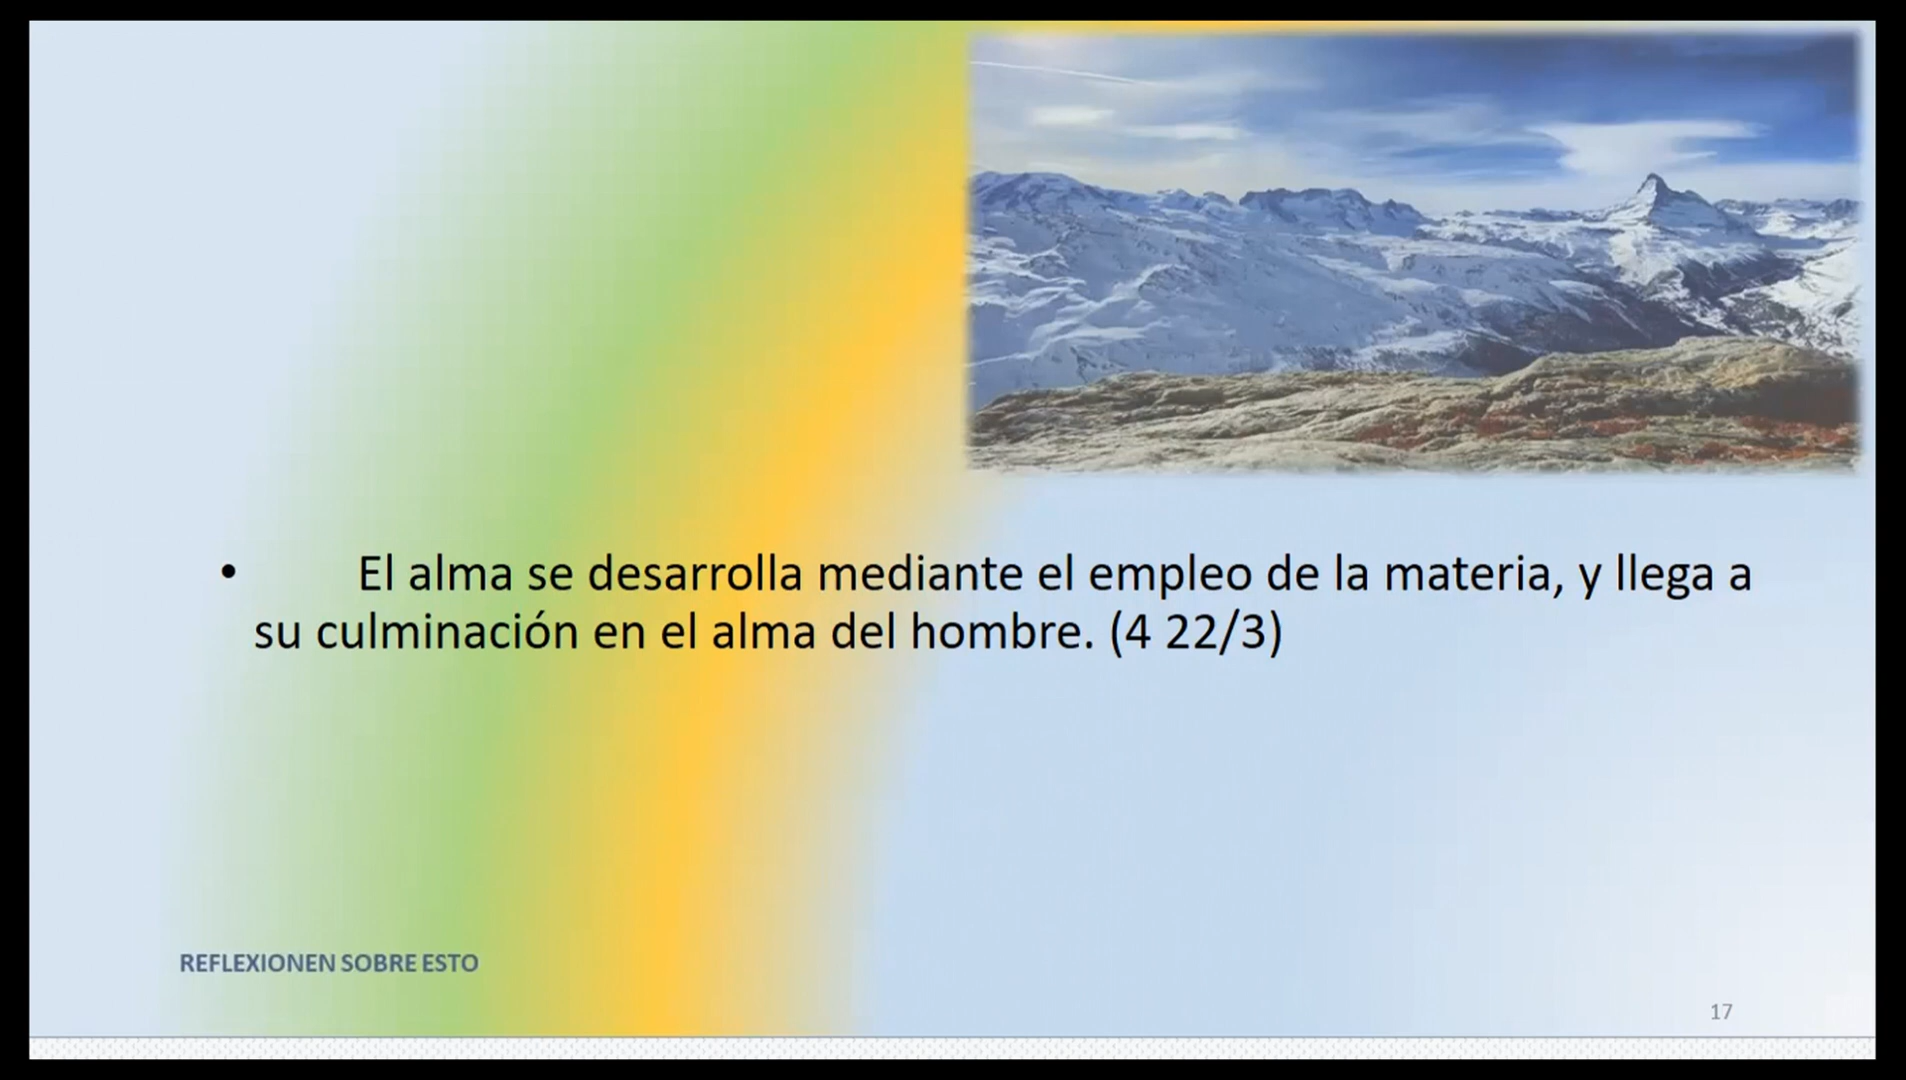 • El alma se desarrolla mediante el empleo de la materia, y llega a
su culminación en el alma del hombre. (4 22/3)
REFLEXIONEN SOBRE ESTO
17